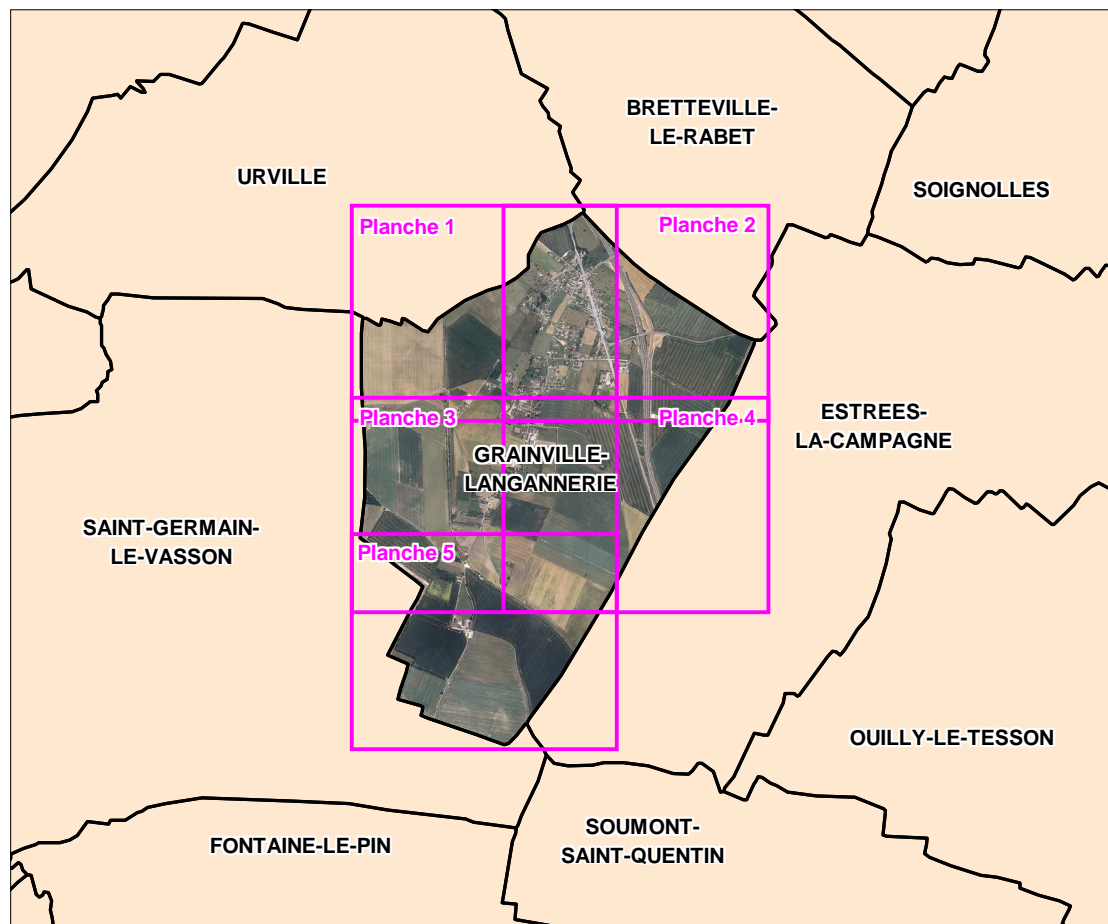 BRETTEVILLE-
LE-RABET
URVILLE
SOIGNOLLES
Planche 1
Planche 2
Planche 3
Planche 4
ESTREES-
LA-CAMPAGNE
GRAINVILLE-
LANGANNERIE
SAINT-GERMAIN-
LE-VASSON
Planche 5
OUILLY-LE-TESSON
FONTAINE-LE-PIN
SOUMONT-
SAINT-QUENTIN